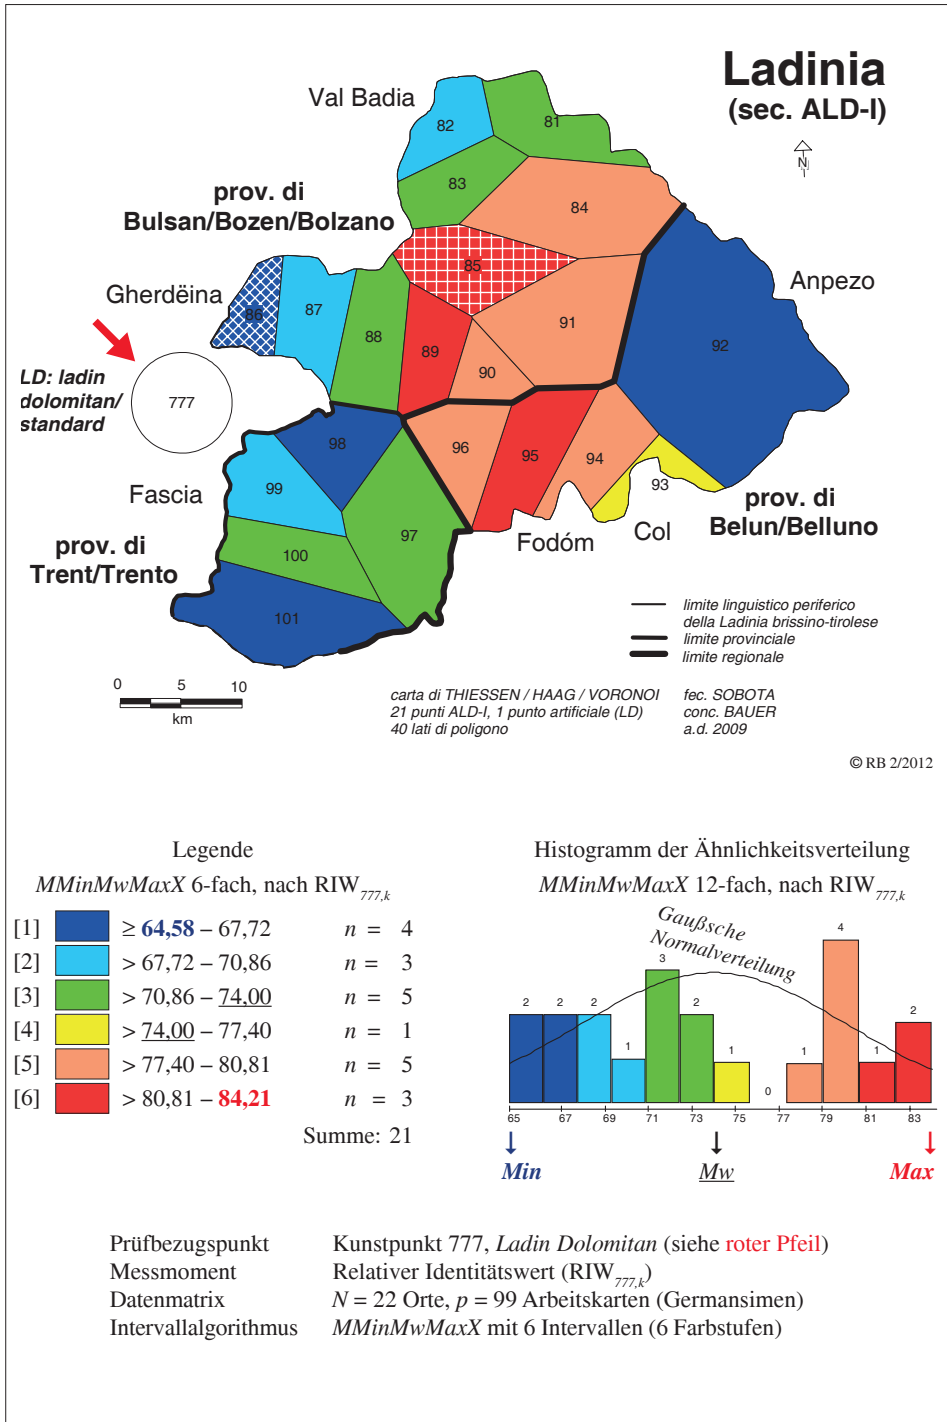 Ladinia
(sec. ALD-I)
N
Val Badia
82
81
83
prov. di
Bulsan/Bozen/Bolzano
84
85
Gherdëina
86
87
88
89
90
91
92
Anpezo
LD: ladin
dolomitan/
standard
777
98
96
95
94
93
99
97
Fascia
100
101
Fodóm
Col
prov. di
Belun/Belluno
prov. di
Trent/Trento
limite linguistico periferico
della Ladinia brissino-tirolese
limite provinciale
limite regionale
0 5 10
km
carta di THIESSEN / HAAG / VORONOI
21 punti ALD-I, 1 punto artificiale (LD)
40 lati di poligono
fec. SOBOTA
conc. BAUER
a.d. 2009
© RB 2/2012
Legende
MMinMwMaxX 6-fach, nach RIW777,k
[1] ≥ 64,58 – 67,72 n = 4
[2] > 67,72 – 70,86 n = 3
[3] > 70,86 – 74,00 n = 5
[4] > 74,00 – 77,40 n = 1
[5] > 77,40 – 80,81 n = 5
[6] > 80,81 – 84,21 n = 3
Summe: 21
Histogramm der Ähnlichkeitsverteilung
MMinMwMaxX 12-fach, nach RIW777,k
Gaußsche
Normalverteilung
2 2 2 1 3 2 1 0 1 4 1 2
65 67 69 71 73 75 77 79 81 83
Min Mw Max
Prüfbezugspunkt Kunstpunkt 777, Ladin Dolomitan (siehe roter Pfeil)
Messmoment Relativer Identitätswert (RIW777,k)
Datenmatrix N = 22 Orte, p = 99 Arbeitskarten (Germansimen)
Intervallalgorithmus MMinMwMaxX mit 6 Intervallen (6 Farbstufen)